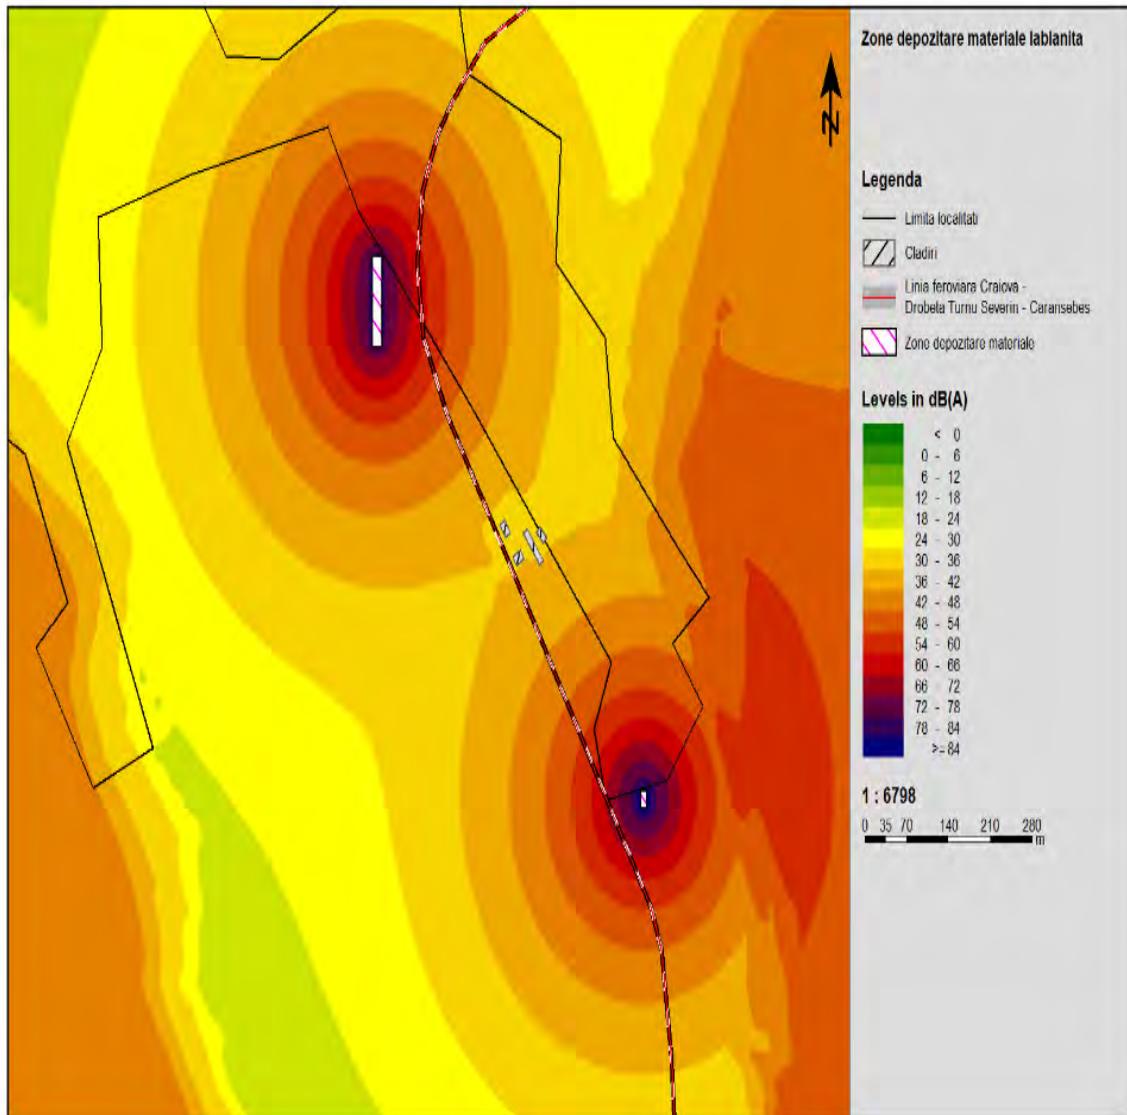 Zone depozitare materiale Iablanita
N
Legenda
Limita localitati
Cladiri
Linia feroviara Craiova -
Drobeta Turnu Severin - Caransebes
Zone depozitare materiale
Levels in dB(A)
< 0
0 - 6
6 - 12
12 - 18
18 - 24
24 - 30
30 - 36
36 - 42
42 - 48
48 - 54
54 - 60
60 - 66
66 - 72
72 - 78
78 - 84
>= 84
1 : 6798
0 35 70 140 210 280
m